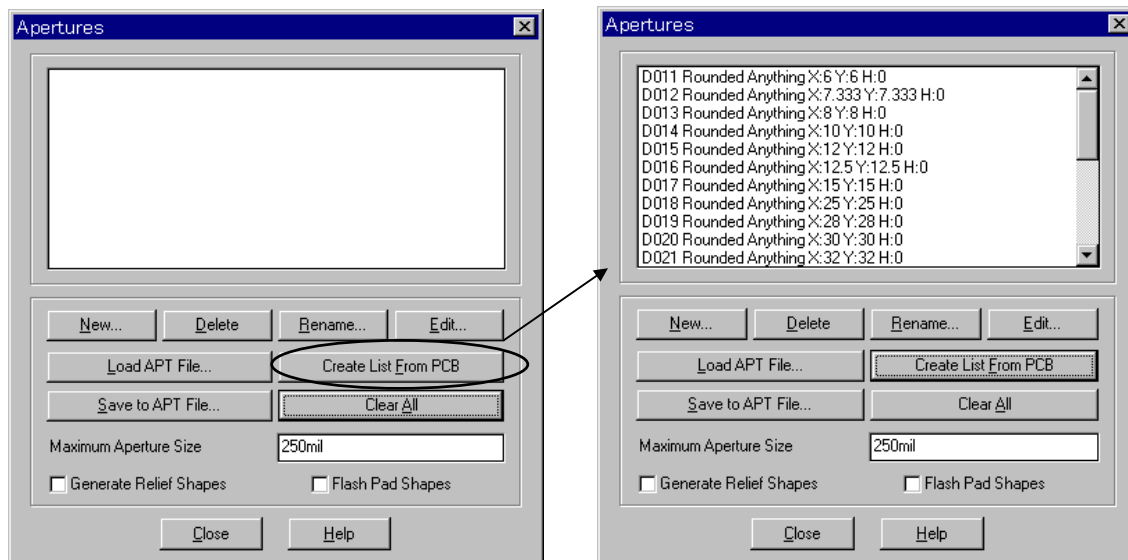 Apertures
New... Delete Rename... Edit...
Load APT File... Create List From PCB
Save to APT File... Clear All
Maximum Aperture Size 250mil
Generate Relief Shapes Flash Pad Shapes
Close Help
Apertures
D011 Rounded Anything X:6 Y:6 H:0
D012 Rounded Anything X:7.333 Y:7.333 H:0
D013 Rounded Anything X:8 Y:8 H:0
D014 Rounded Anything X:10 Y:10 H:0
D015 Rounded Anything X:12 Y:12 H:0
D016 Rounded Anything X:12.5 Y:12.5 H:0
D017 Rounded Anything X:15 Y:15 H:0
D018 Rounded Anything X:25 Y:25 H:0
D019 Rounded Anything X:28 Y:28 H:0
D020 Rounded Anything X:30 Y:30 H:0
D021 Rounded Anything X:32 Y:32 H:0
New... Delete Rename... Edit...
Load APT File... Create List From PCB
Save to APT File... Clear All
Maximum Aperture Size 250mil
Generate Relief Shapes Flash Pad Shapes
Close Help